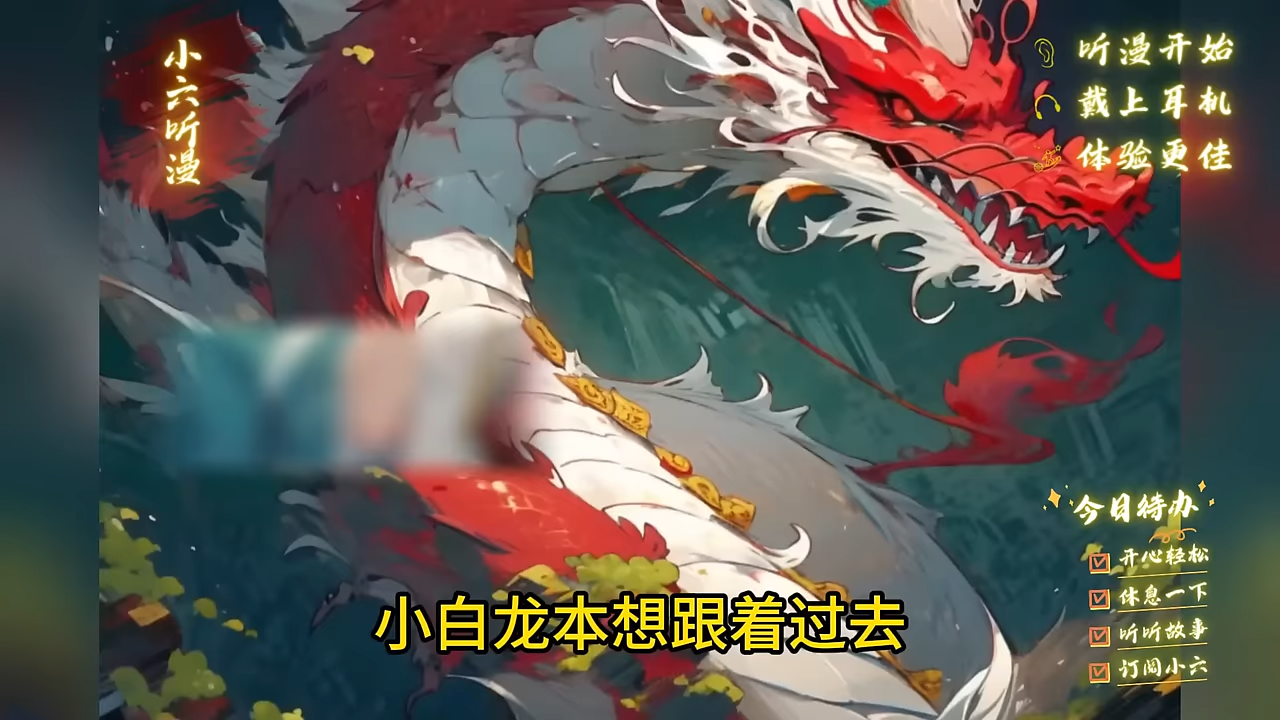 小六听漫
听漫开始
戴上耳机
体验更佳
今日待办
开心轻松
休息一下
听听故事
订阅小六
小白龙本想跟着过去